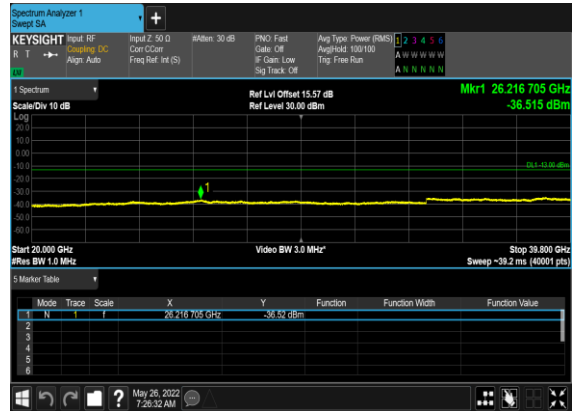 Spectrum Analyzer 1
Swept SA
+
KEYSIGHT Input: RF Input Z: 50 Ω #Atten: 30 dB PNO: Fast Avg Type: Power (RMS) 1 2 3 4 5 6
R T Coupling: DC Corr CCorr Gate: Off Avg|Hold: 100/100 A W W W W W
Align: Auto Freq Ref: Int (S) IF Gain: Low Trig: Free Run
Sig Track: Off A N N N N N
1 Spectrum Ref Lvl Offset 15.57 dB Mkr1 26.216 705 GHz
Scale/Div 10 dB Ref Level 30.00 dBm -36.515 dBm
Log
20.0
10.0
0.00
-10.0
DL1 -13.00 dBm
-20.0
-30.0
1
-40.0
-50.0
-60.0
Start 20.000 GHz Video BW 3.0 MHz* Stop 39.800 GHz
#Res BW 1.0 MHz Sweep ~39.2 ms (40001 pts)
5 Marker Table
Mode Trace Scale X Y Function Function Width Function Value
1 N 1 f 26.216 705 GHz -36.52 dBm
2
3
4
5
6
? May 26, 2022
7:26:32 AM